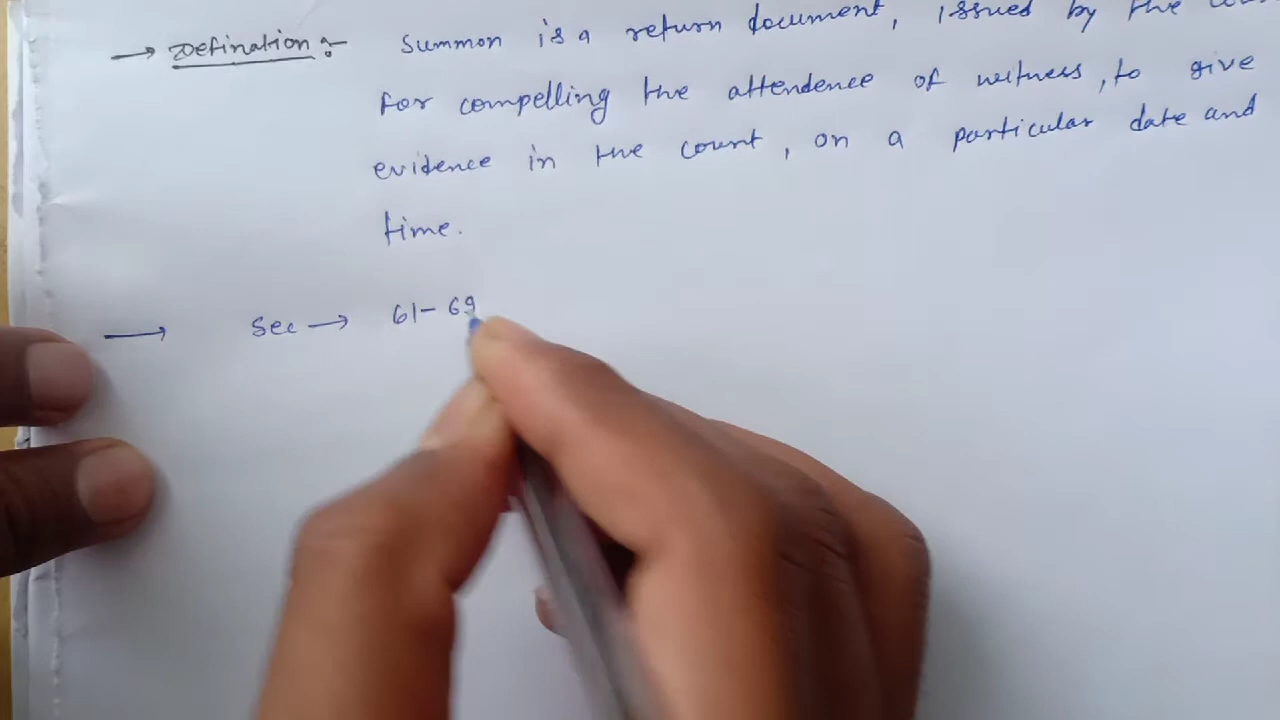 → Defination :- Summon is a return document, issued by the
for compelling the attendence of witness, to give
evidence in the count, on a particular date and
time.
→ Sec → 61-69